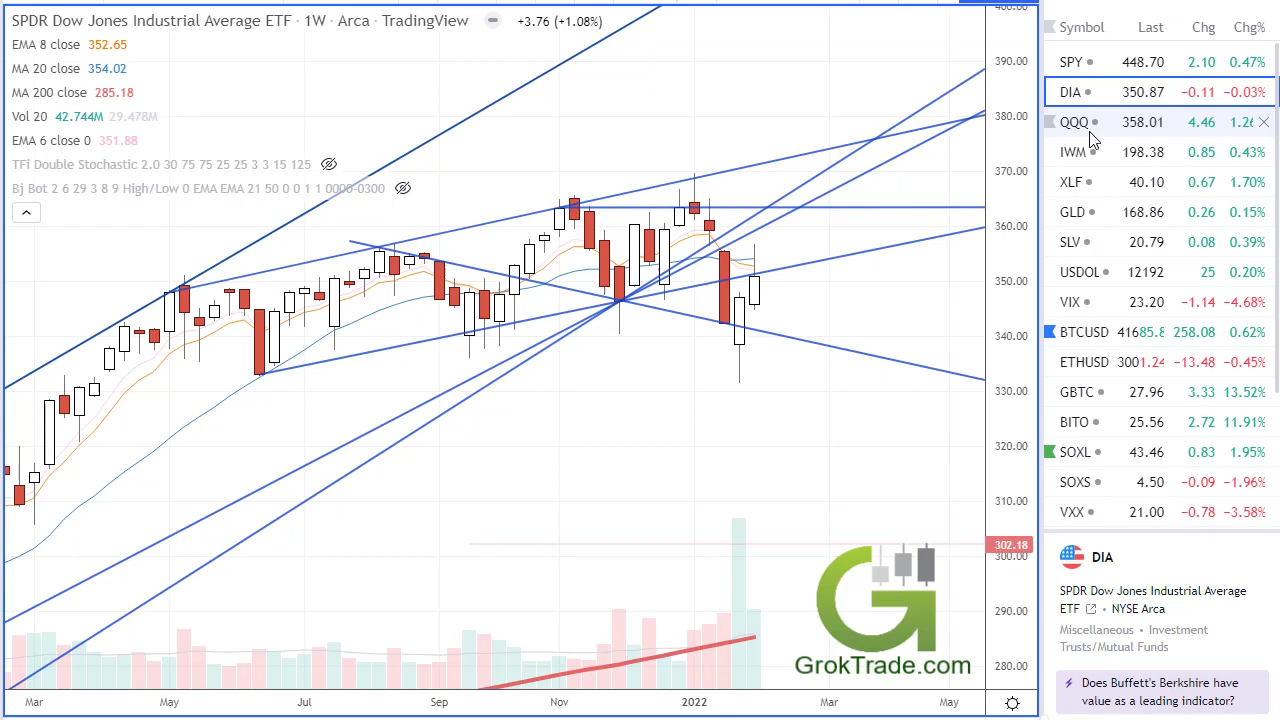 SPDR Dow Jones Industrial Average ETF · 1W · Arca · TradingView +3.76 (+1.08%)
EMA 8 close 352.65
MA 20 close 354.02
MA 200 close 285.18
Vol 20 42.744M 29.478M
EMA 6 close 0 351.88
TFi Double Stochastic 2.0 30 75 75 25 25 3 3 15 125
Bj Bot 2 6 29 3 8 9 High/Low 0 EMA EMA 21 50 0 0 1 1 0000-0300
400.00
390.00
380.00
370.00
360.00
350.00
340.00
330.00
320.00
310.00
302.18
300.00
290.00
280.00
Mar May Jul Sep Nov 2022 Mar May
GrokTrade.com
Symbol Last Chg Chg%
SPY 448.70 2.10 0.47%
DIA 350.87 −0.11 −0.03%
QQQ 358.01 4.46 1.26
IWM 198.38 0.85 0.43%
XLF 40.10 0.67 1.70%
GLD 168.86 0.26 0.15%
SLV 20.79 0.08 0.39%
USDOL 12192 25 0.20%
VIX 23.20 −1.14 −4.68%
BTCUSD 41685.8 258.08 0.62%
ETHUSD 3001.24 −13.48 −0.45%
GBTC 27.96 3.33 13.52%
BITO 25.56 2.72 11.91%
SOXL 43.46 0.83 1.95%
SOXS 4.50 −0.09 −1.96%
VXX 21.00 −0.78 −3.58%
DIA
SPDR Dow Jones Industrial Average
ETF • NYSE Arca
Miscellaneous • Investment
Trusts/Mutual Funds
Does Buffett's Berkshire have
value as a leading indicator?